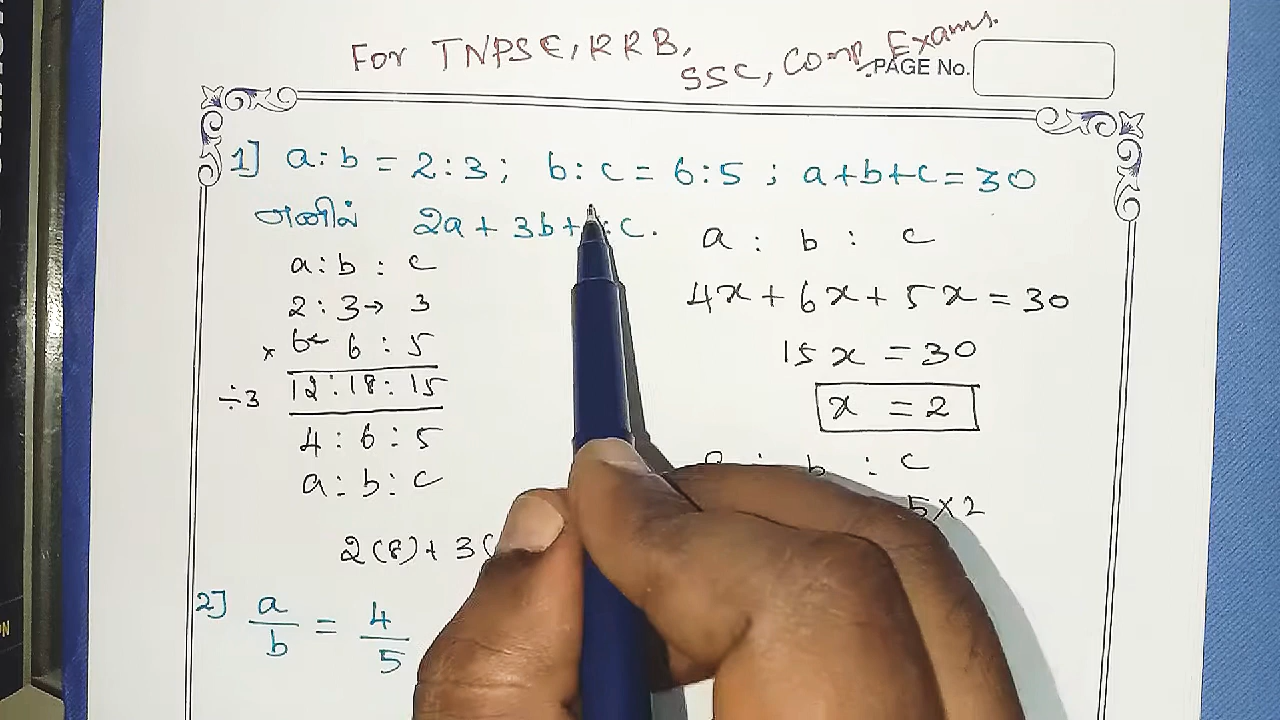 For TNPSC, RRB,
SSC, Comp. Exams.
PAGE No.
1] a:b = 2:3; b:c = 6:5 ; a+b+c = 30
எனில் 2a + 3b+ :c.
a:b : c
2 : 3→ 3
× 6← 6 : 5
÷3 12:18:15
4 : 6 : 5
a:b:c
2(8)+ 3(
a : b : c
4x + 6x + 5x = 30
15x = 30
x = 2
: b : c
5×2
2] a/b = 4/5
ON